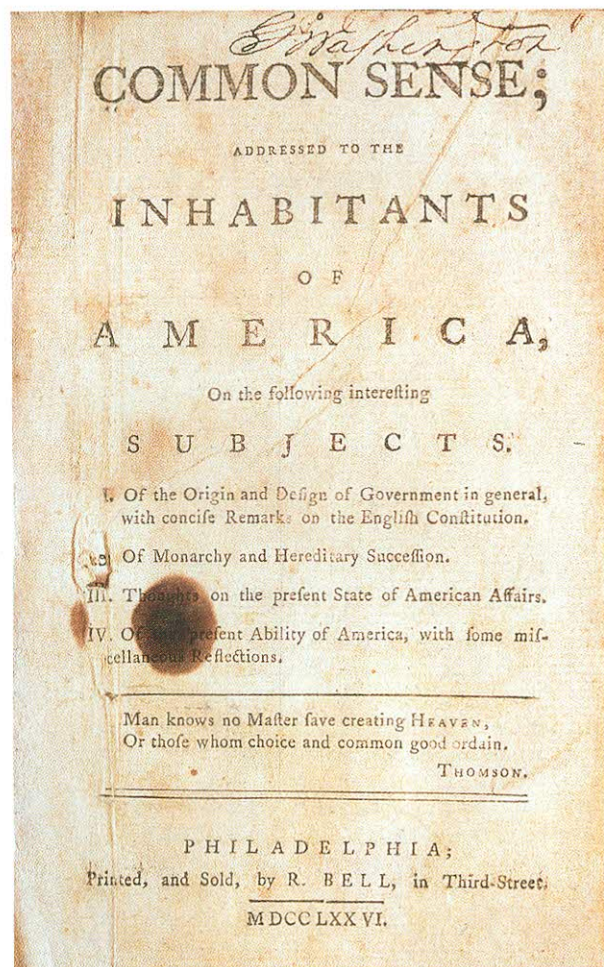 G Washington
COMMON SENSE;
ADDRESSED TO THE
INHABITANTS
OF
AMERICA,
On the following intereſting
SUBJECTS.
I. Of the Origin and Deſign of Government in general,
with conciſe Remarks on the Engliſh Conſtitution.
Of Monarchy and Hereditary Succeſſion.
III. Thoughts on the preſent State of American Affairs.
IV. Of the preſent Ability of America, with ſome miſ-
cellaneous Reflections.
Man knows no Maſter ſave creating HEAVEN,
Or thoſe whom choice and common good ordain.
THOMSON.
PHILADELPHIA;
Printed, and Sold, by R. BELL, in Third-Street.
MDCCLXXVI.